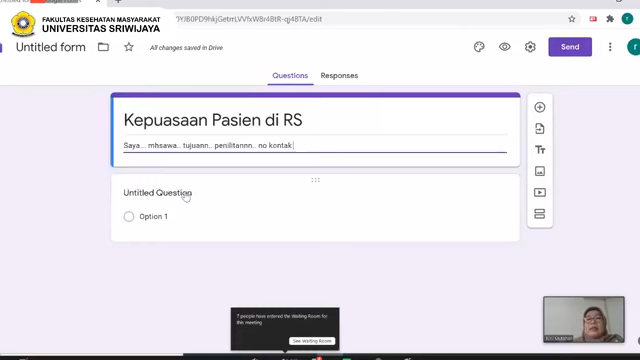 FAKULTAS KESEHATAN MASYARAKAT
UNIVERSITAS SRIWIJAYA
Untitled form
All changes saved in Drive
Send
Questions
Responses
Kepuasaan Pasien di RS
Saya... mhsawa.. tujuann.. penilitannn.. no kontak
Untitled Question
Option 1
7 people have entered the Waiting Room for
this meeting
See Waiting Room